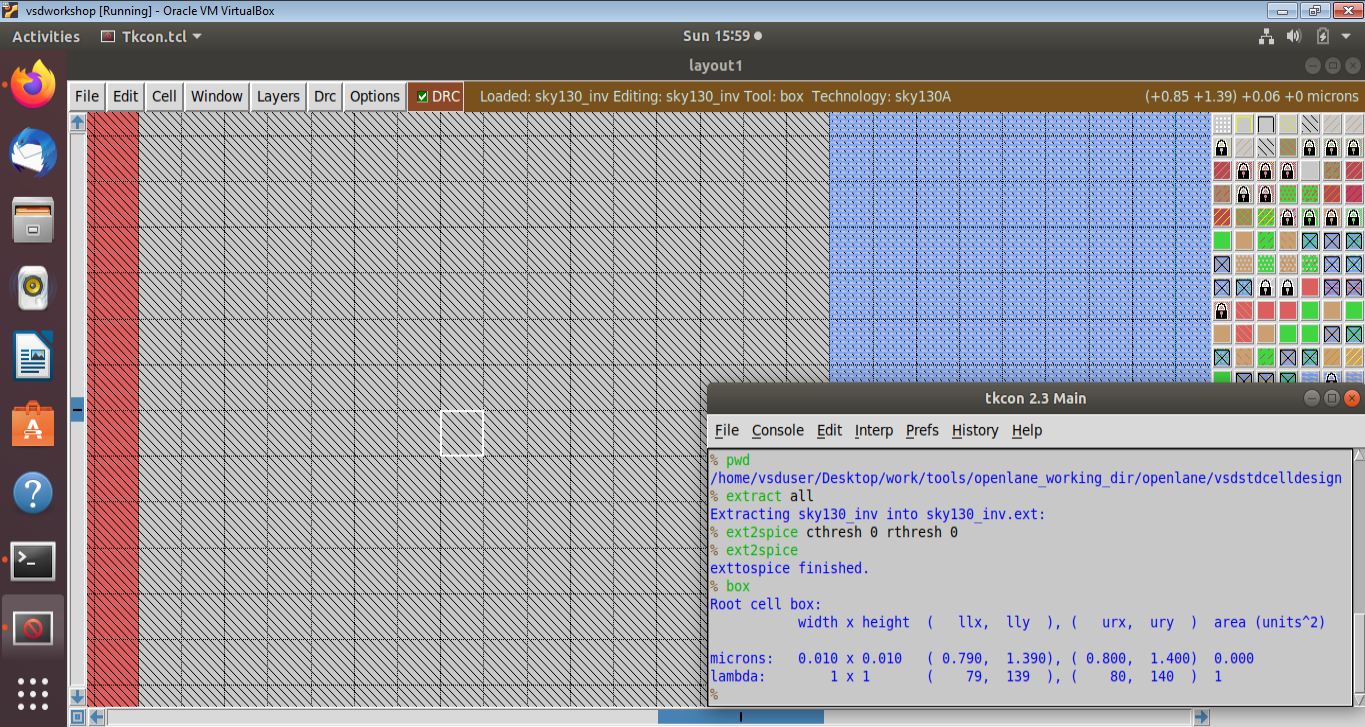 vsdworkshop [Running] - Oracle VM VirtualBox
Activities Tkcon.tcl Sun 15:59
layout1
File Edit Cell Window Layers Drc Options DRC Loaded: sky130_inv Editing: sky130_inv Tool: box Technology: sky130A (+0.85 +1.39) +0.06 +0 microns
tkcon 2.3 Main
File Console Edit Interp Prefs History Help
% pwd
/home/vsduser/Desktop/work/tools/openlane_working_dir/openlane/vsdstdcelldesign
% extract all
Extracting sky130_inv into sky130_inv.ext:
% ext2spice cthresh 0 rthresh 0
% ext2spice
exttospice finished.
% box
Root cell box:
width x height ( llx, lly ), ( urx, ury ) area (units^2)
microns: 0.010 x 0.010 ( 0.790, 1.390), ( 0.800, 1.400) 0.000
lambda: 1 x 1 ( 79, 139 ), ( 80, 140 ) 1
%